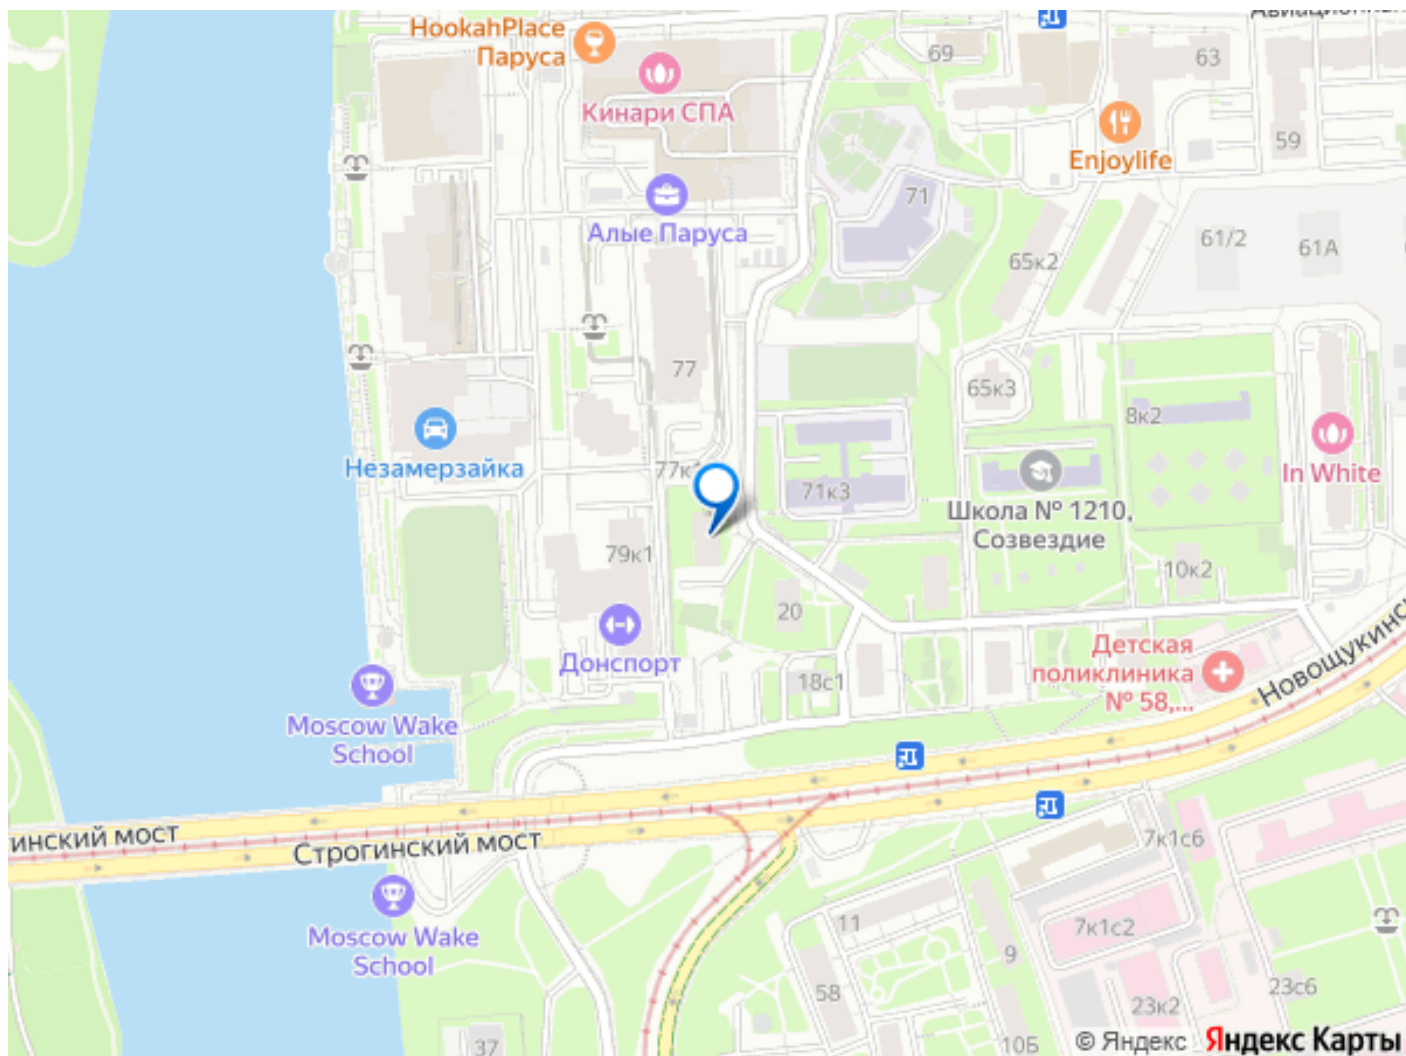 HookahPlace
Паруса
69
63
Кинари СПА
59
Enjoylife
71
Алые Паруса
61/2
61А
65к2
77
65к3
8к2
Незамерзайка
77к1
71к3
Школа № 1210,
Созвездие
In White
79к1
10к2
20
Донспорт
Детская
поликлиника
№ 58,...
18с1
Новощукинс
Moscow Wake
School
инский мост
Строгинский мост
7к1с6
Moscow Wake
School
11
7к1с2
9
58
23к2
23с6
37
10Б
© Яндекс
Яндекс Карты